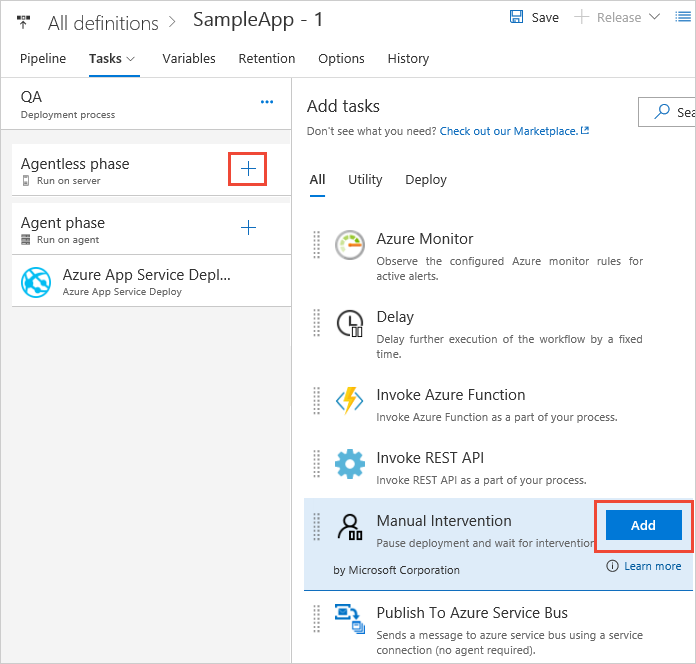 All definitions > SampleApp - 1
Save
Release
Pipeline
Tasks
Variables
Retention
Options
History
QA
Deployment process
Agentless phase
Run on server
Agent phase
Run on agent
Azure App Service Depl...
Azure App Service Deploy
Add tasks
Don't see what you need? Check out our Marketplace.
Sea
All
Utility
Deploy
Azure Monitor
Observe the configured Azure monitor rules for
active alerts.
Delay
Delay further execution of the workflow by a fixed
time.
Invoke Azure Function
Invoke Azure Function as a part of your process.
Invoke REST API
Invoke REST API as a part of your process.
Manual Intervention
Pause deployment and wait for intervention
Add
by Microsoft Corporation
Learn more
Publish To Azure Service Bus
Sends a message to azure service bus using a service
connection (no agent required).